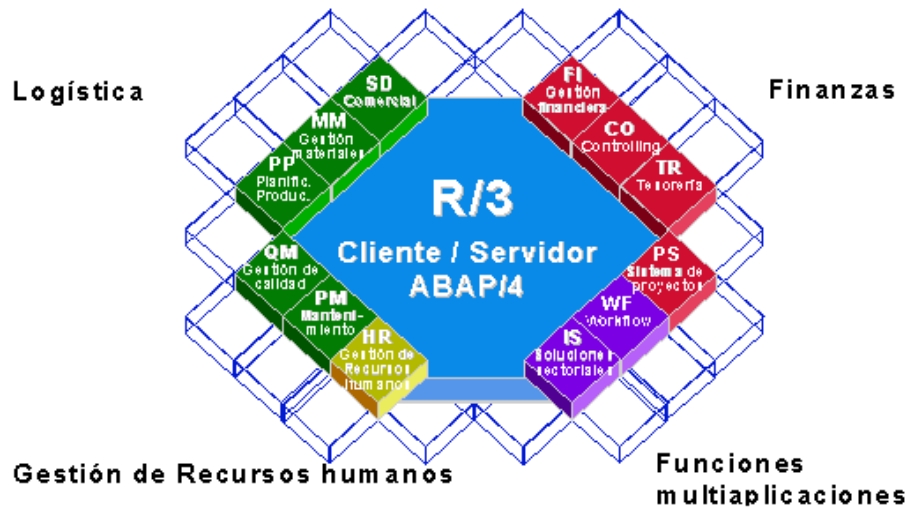 Logística
Finanzas
SD
Comercial
MM
Gestión
materiales
PP
Planific.
Produc.
FI
Gestión
financiera
CO
Controlling
TR
Tesorería
R/3
Cliente / Servidor
ABAP/4
QM
Gestión de
calidad
PM
Manteni-
miento
HR
Gestión de
Recursos
Humanos
PS
Sistema de
proyectos
WF
Workflow
IS
Soluciones
sectoriales
Gestión de Recursos humanos
Funciones
multiaplicaciones